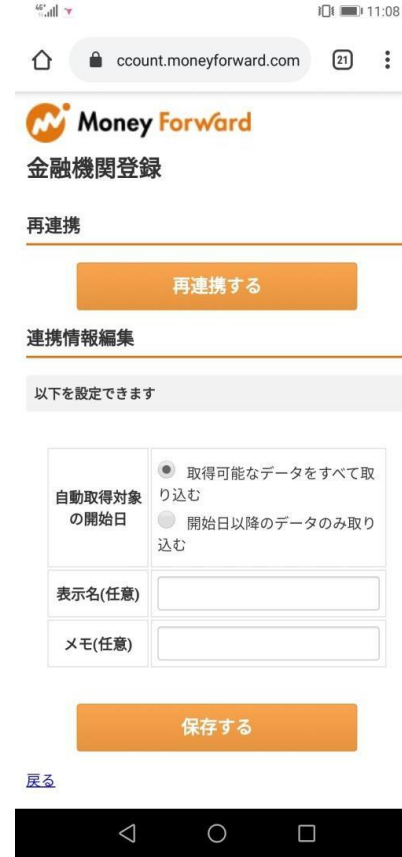 46+
11:08
ccount.moneyforward.com
21
Money Forward
金融機関登録
再連携
再連携する
連携情報編集
以下を設定できます
自動取得対象
の開始日
取得可能なデータをすべて取
り込む
開始日以降のデータのみ取り
込む
表示名(任意)
メモ(任意)
保存する
戻る